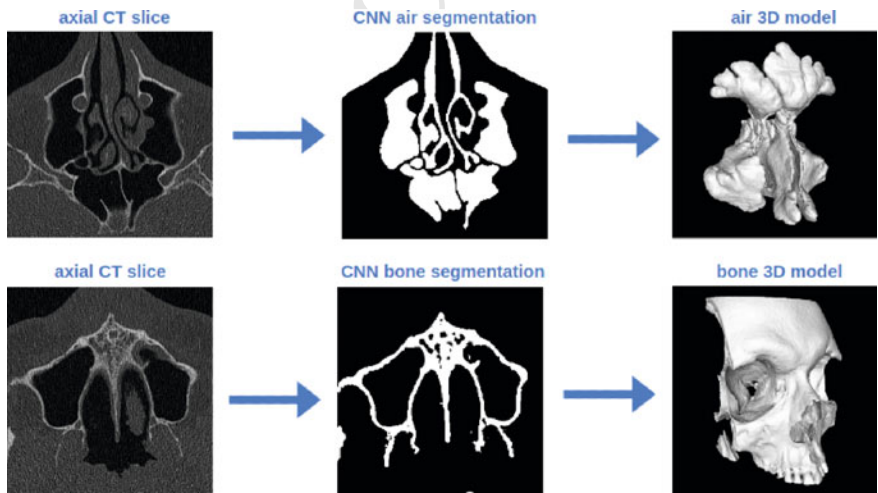 axial CT slice
CNN air segmentation
air 3D model
axial CT slice
CNN bone segmentation
bone 3D model